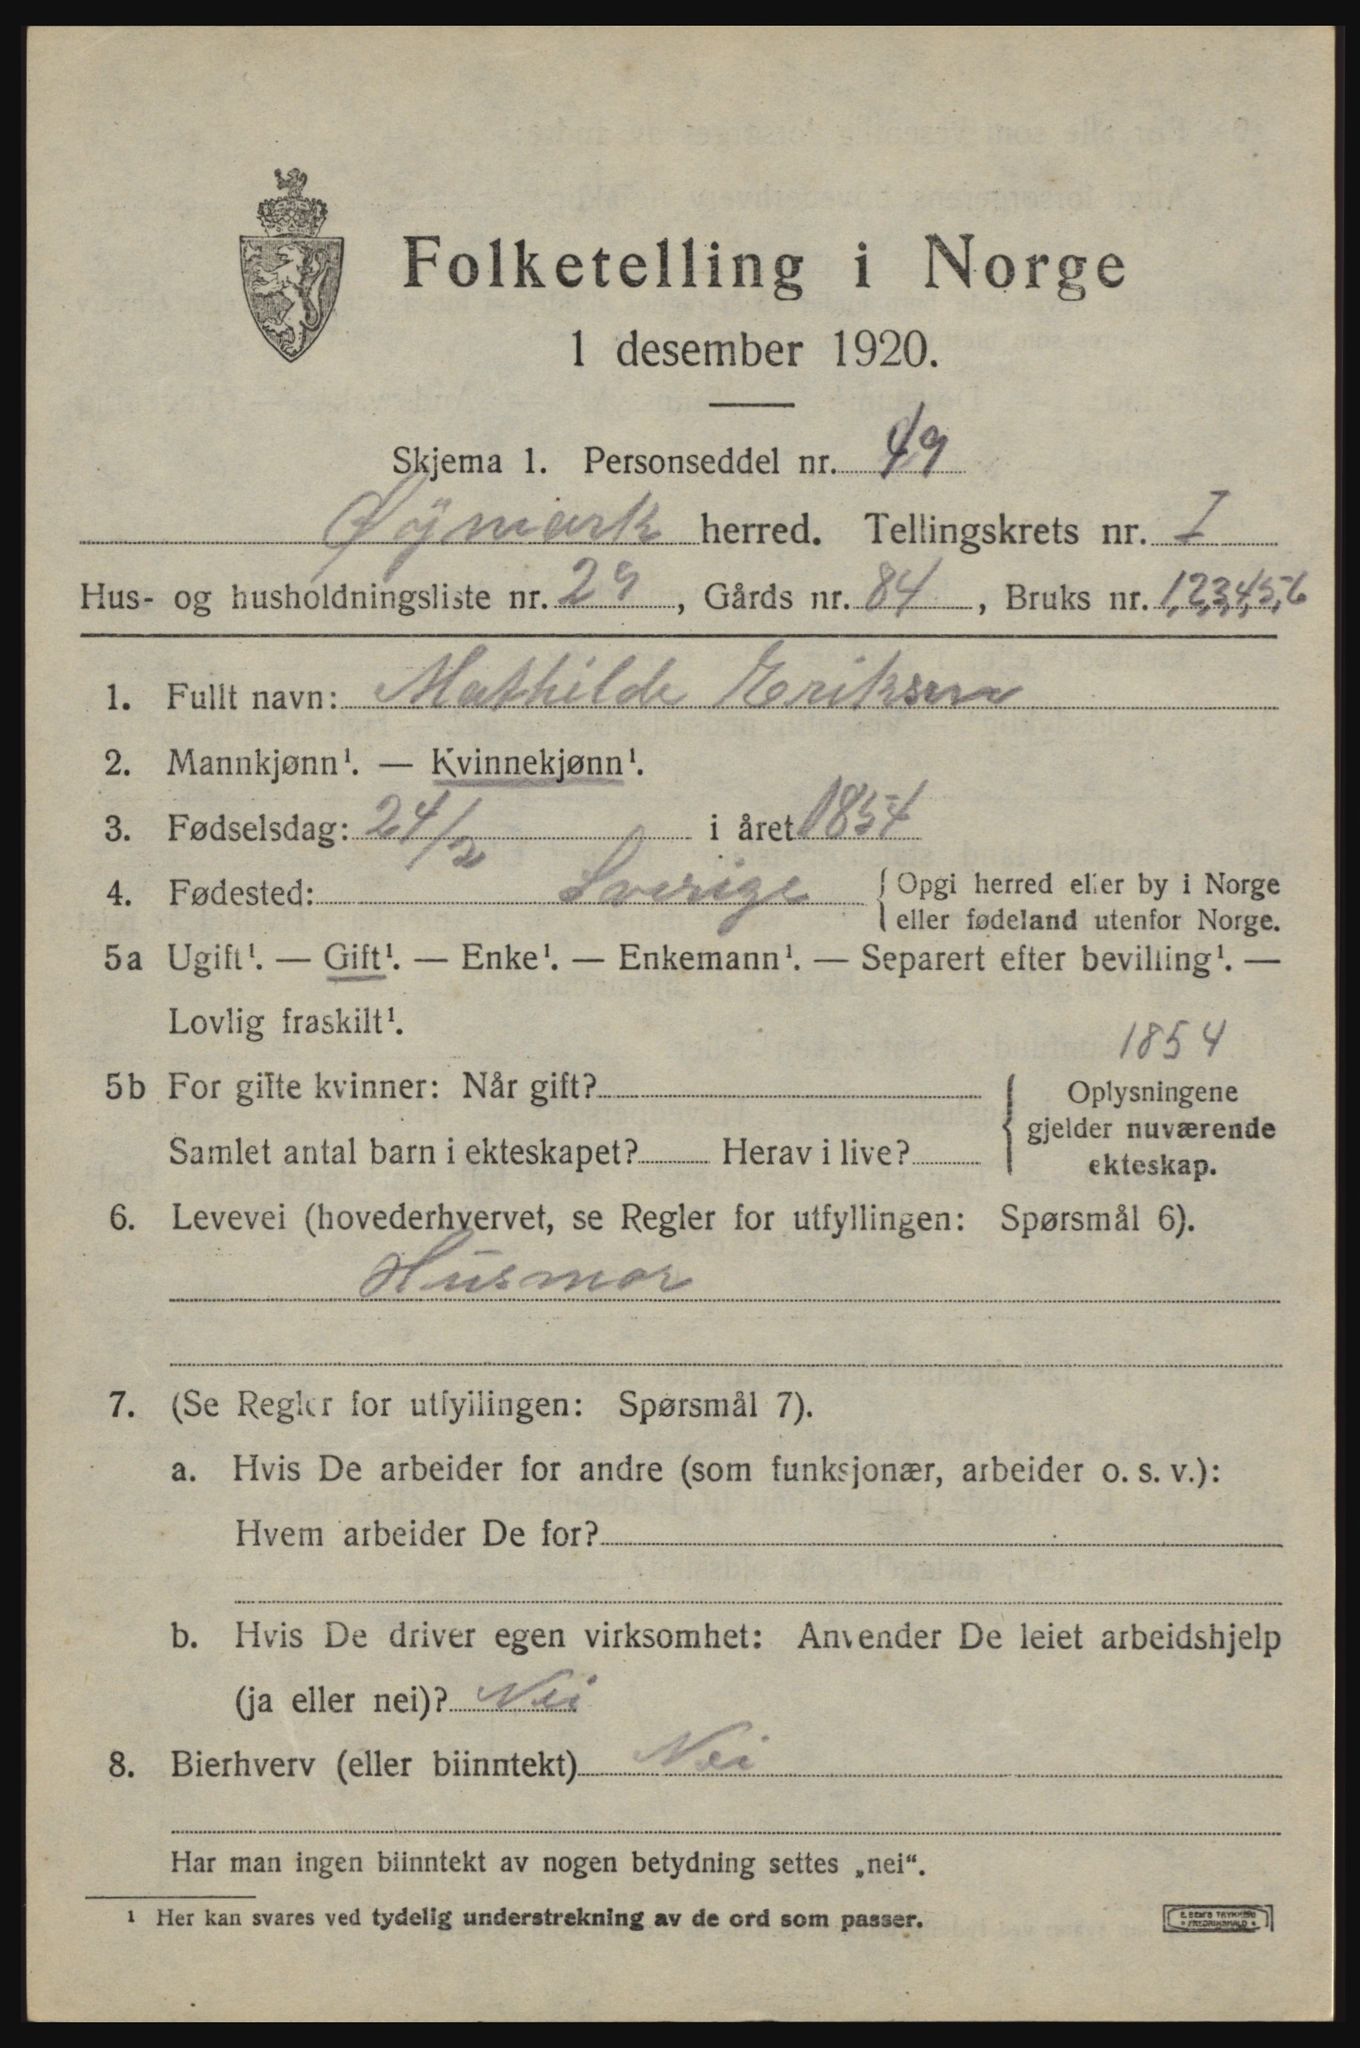 Folketelling i Norge
1 desember 1920.
Skjema 1. Personseddel nr. 49
Øymark herred. Tellingskrets nr. I
Hus- og husholdningsliste nr. 29, Gårds nr. 84, Bruks nr. 1,2,3,4,5,6
1. Fullt navn: Mathilde Eriksen
2. Mannkjønn¹. — Kvinnekjønn¹.
3. Fødselsdag: 24/2 i året 1854
4. Fødested: Sverige { Opgi herred eller by i Norge
eller fødeland utenfor Norge.
5a Ugift¹. — Gift¹. — Enke¹. — Enkemann¹. — Separert efter bevilling¹. —
Lovlig fraskilt¹.
1854
5b For gifte kvinner: Når gift? { Oplysningene
gjelder nuværende
Samlet antal barn i ekteskapet? Herav i live? ekteskap.
6. Levevei (hovederhvervet, se Regler for utfyllingen: Spørsmål 6).
Husmor
7. (Se Regler for utfyllingen: Spørsmål 7).
a. Hvis De arbeider for andre (som funksjonær, arbeider o. s. v.):
Hvem arbeider De for?
b. Hvis De driver egen virksomhet: Anvender De leiet arbeidshjelp
(ja eller nei)? Nei
8. Bierhverv (eller biinntekt) Nei
Har man ingen biinntekt av nogen betydning settes „nei“.
¹ Her kan svares ved tydelig understrekning av de ord som passer.